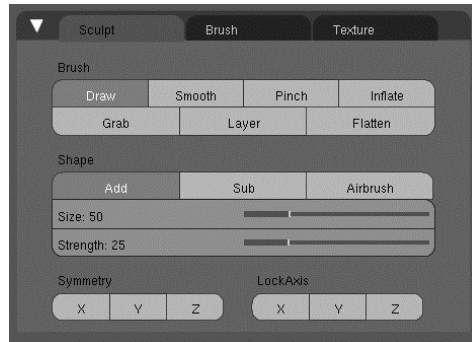 Sculpt Brush Texture
Brush
Draw Smooth Pinch Inflate
Grab Layer Flatten
Shape
Add Sub Airbrush
Size: 50
Strength: 25
Symmetry LockAxis
X Y Z X Y Z